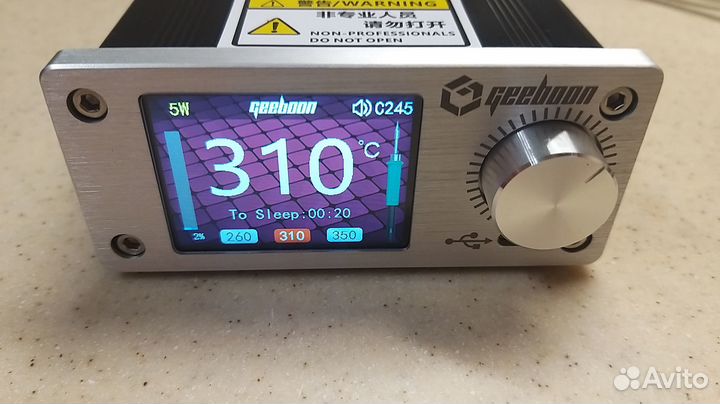 警告/WARNING
非专业人员
请勿打开
NON-PROFESSIONALS
DO NOT OPEN
geeboon
5W geeboon C245
310°C
To Sleep:00:20
2% 260 310 350
Avito